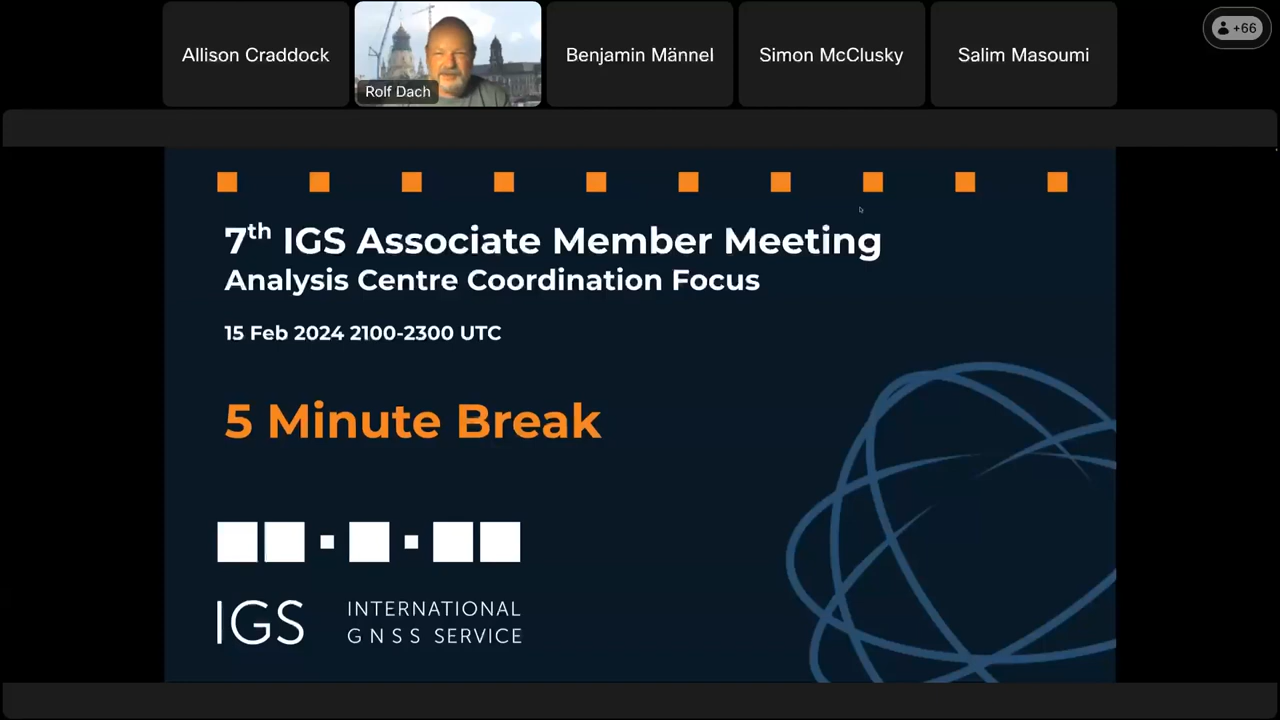 Allison Craddock
Rolf Dach
Benjamin Männel
Simon McClusky
Salim Masoumi
+66
7th IGS Associate Member Meeting
Analysis Centre Coordination Focus
15 Feb 2024 2100-2300 UTC
5 Minute Break
IGS
INTERNATIONAL
GNSS SERVICE